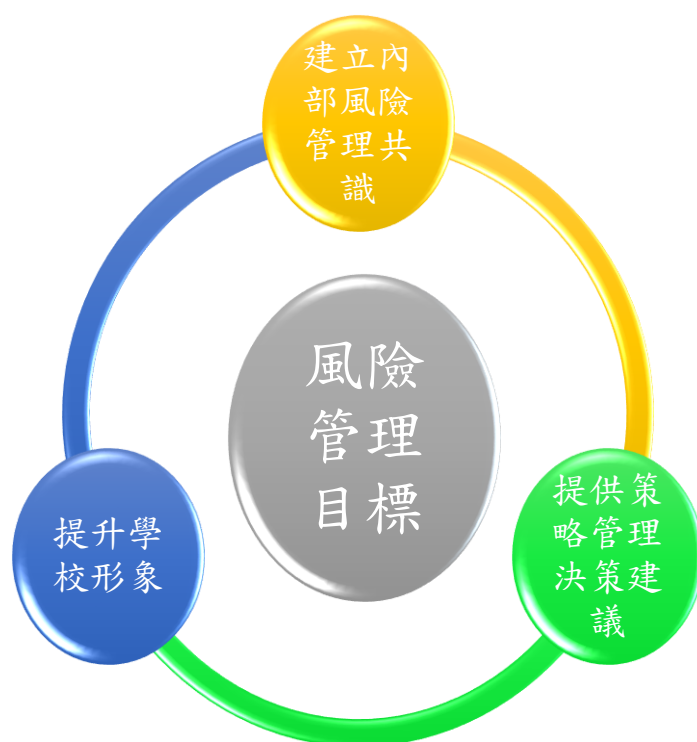 建立內
部風險
管理共
識
風險
管理
目標
提升學
校形象
提供策
略管理
決策建
議